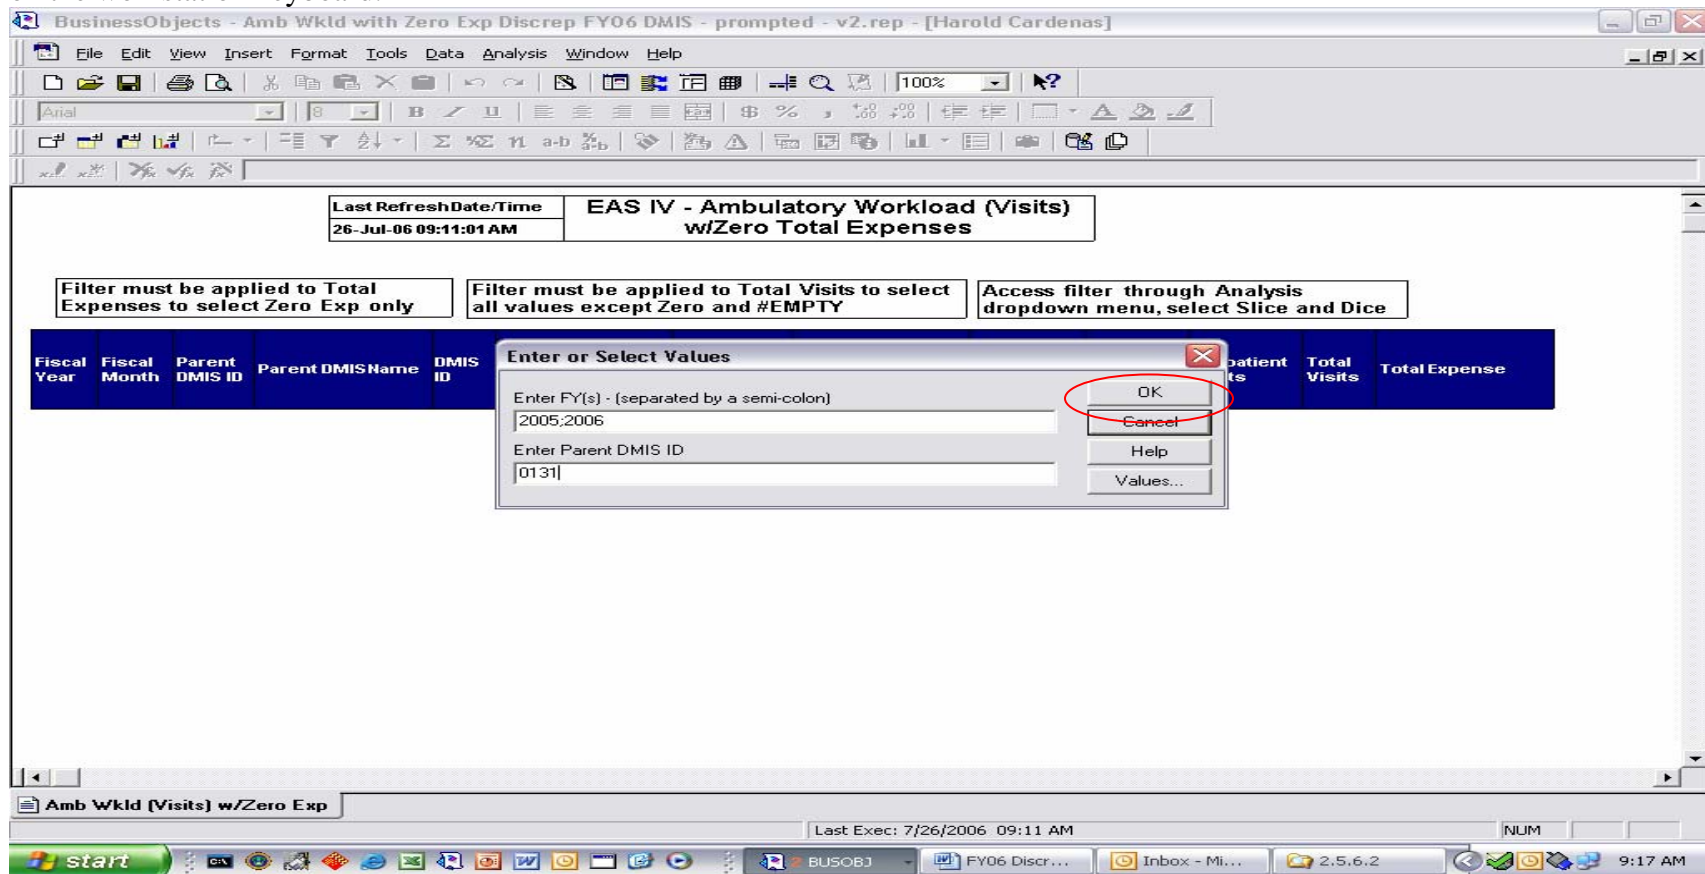 BusinessObjects - Amb Wkld with Zero Exp Discrep FY06 DMIS - prompted - v2.rep - [Harold Cardenas]
File Edit View Insert Format Tools Data Analysis Window Help
100%
Arial 8 B U $ %
Last Refresh Date/Time
26-Jul-06 09:11:01 AM
EAS IV - Ambulatory Workload (Visits)
w/Zero Total Expenses
Filter must be applied to Total
Expenses to select Zero Exp only
Filter must be applied to Total Visits to select
all values except Zero and #EMPTY
Access filter through Analysis
dropdown menu, select Slice and Dice
Fiscal Year
Fiscal Month
Parent DMIS ID
Parent DMIS Name
DMIS ID
Total Visits
Total Expense
Enter or Select Values
Enter FY(s) - (separated by a semi-colon)
2005;2006
Enter Parent DMIS ID
0131
OK
Cancel
Help
Values...
Amb Wkld (Visits) w/Zero Exp
Last Exec: 7/26/2006 09:11 AM
NUM
start
2 BUSOBJ
FY06 Discr...
Inbox - Mi...
2.5.6.2
9:17 AM